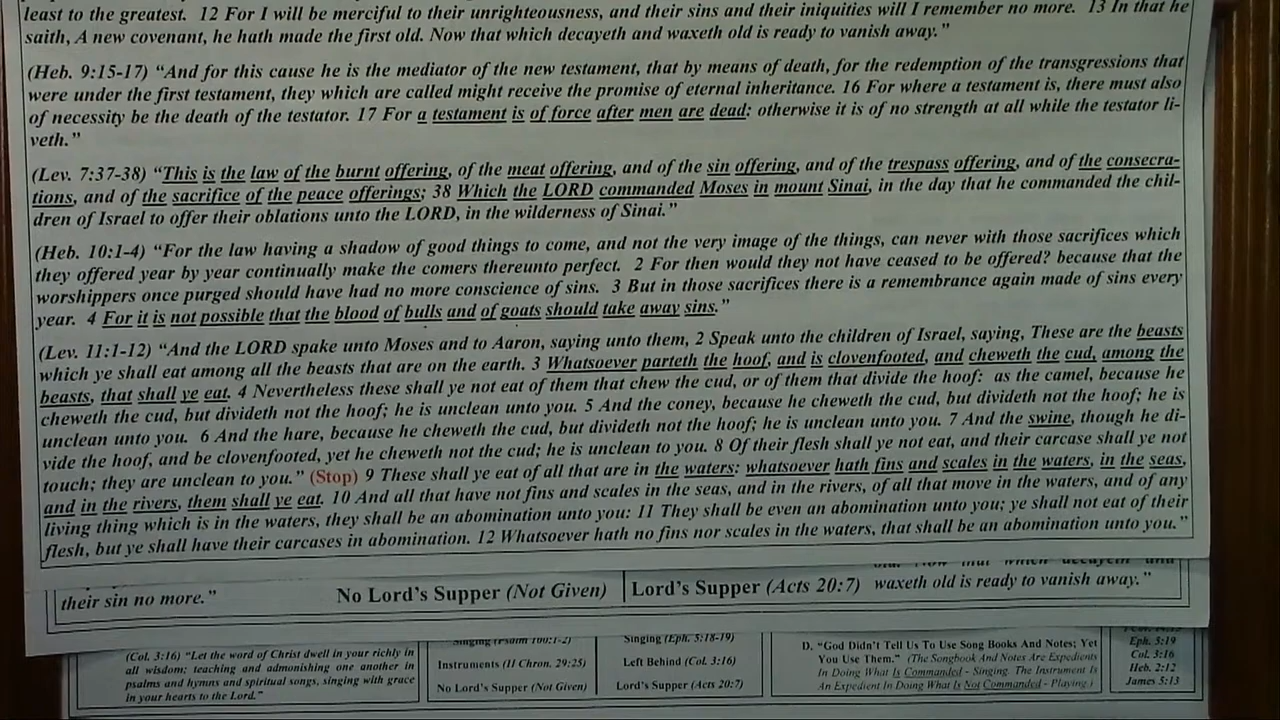 least to the greatest. 12 For I will be merciful to their unrighteousness, and their sins and their iniquities will I remember no more. 13 In that he
saith, A new covenant, he hath made the first old. Now that which decayeth and waxeth old is ready to vanish away.”
(Heb. 9:15-17) “And for this cause he is the mediator of the new testament, that by means of death, for the redemption of the transgressions that
were under the first testament, they which are called might receive the promise of eternal inheritance. 16 For where a testament is, there must also
of necessity be the death of the testator. 17 For a testament is of force after men are dead: otherwise it is of no strength at all while the testator li-
veth.”
(Lev. 7:37-38) “This is the law of the burnt offering, of the meat offering, and of the sin offering, and of the trespass offering, and of the consecra-
tions, and of the sacrifice of the peace offerings; 38 Which the LORD commanded Moses in mount Sinai, in the day that he commanded the chil-
dren of Israel to offer their oblations unto the LORD, in the wilderness of Sinai.”
(Heb. 10:1-4) “For the law having a shadow of good things to come, and not the very image of the things, can never with those sacrifices which
they offered year by year continually make the comers thereunto perfect. 2 For then would they not have ceased to be offered? because that the
worshippers once purged should have had no more conscience of sins. 3 But in those sacrifices there is a remembrance again made of sins every
year. 4 For it is not possible that the blood of bulls and of goats should take away sins.”
(Lev. 11:1-12) “And the LORD spake unto Moses and to Aaron, saying unto them, 2 Speak unto the children of Israel, saying, These are the beasts
which ye shall eat among all the beasts that are on the earth. 3 Whatsoever parteth the hoof, and is clovenfooted, and cheweth the cud, among the
beasts, that shall ye eat. 4 Nevertheless these shall ye not eat of them that chew the cud, or of them that divide the hoof: as the camel, because he
cheweth the cud, but divideth not the hoof; he is unclean unto you. 5 And the coney, because he cheweth the cud, but divideth not the hoof; he is
unclean unto you. 6 And the hare, because he cheweth the cud, but divideth not the hoof; he is unclean unto you. 7 And the swine, though he di-
vide the hoof, and be clovenfooted, yet he cheweth not the cud; he is unclean to you. 8 Of their flesh shall ye not eat, and their carcase shall ye not
touch; they are unclean to you.” (Stop) 9 These shall ye eat of all that are in the waters: whatsoever hath fins and scales in the waters, in the seas,
and in the rivers, them shall ye eat. 10 And all that have not fins and scales in the seas, and in the rivers, of all that move in the waters, and of any
living thing which is in the waters, they shall be an abomination unto you: 11 They shall be even an abomination unto you; ye shall not eat of their
flesh, but ye shall have their carcases in abomination. 12 Whatsoever hath no fins nor scales in the waters, that shall be an abomination unto you.”
their sin no more.”
No Lord's Supper (Not Given)
Lord's Supper (Acts 20:7)
waxeth old is ready to vanish away.”
(Col. 3:16) “Let the word of Christ dwell in your richly in
all wisdom; teaching and admonishing one another in
psalms and hymns and spiritual songs, singing with grace
in your hearts to the Lord.”
Singing (Psalm 100:1-2)
Instruments (II Chron. 29:25)
No Lord's Supper (Not Given)
Singing (Eph. 5:18-19)
Left Behind (Col. 3:16)
Lord's Supper (Acts 20:7)
D. “God Didn't Tell Us To Use Song Books And Notes; Yet
You Use Them.” (The Songbook And Notes Are Expedients
In Doing What Is Commanded - Singing. The Instrument Is
An Expedient In Doing What Is Not Commanded - Playing.)
Eph. 5:19
Col. 3:16
Heb. 2:12
James 5:13